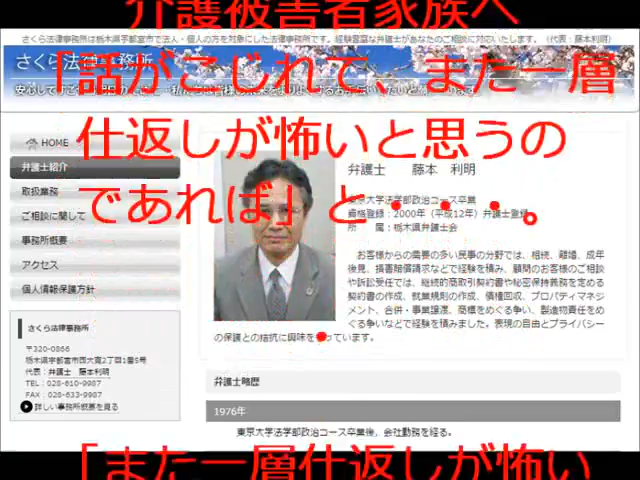 介護被害者家族へ
さくら法律事務所は栃木県宇都宮市で法人・個人の方を対象にした法律事務所です。経験豊富な弁護士があなたのご相談に対応いたします。（代表：藤本利明）
さくら法律事務所
「話がこじれて、また一層
仕返しが怖いと思うの
であれば」と・・・。
HOME
弁護士紹介
取扱業務
ご相談に関して
事務所概要
アクセス
個人情報保護方針
さくら法律事務所
〒320-0866
栃木県宇都宮市西大寛2丁目1番5号
代表：弁護士　藤本利明
TEL：028-610-9987
FAX：028-633-9987
詳しい事務所概要を見る
弁護士　　藤本　利明
東京大学法学部政治コース卒業
資格登録：2000年（平成12年）弁護士登録
所　　属：栃木県弁護士会
お客様からの需要の多い民事の分野では、相続、離婚、成年
後見、損害賠償請求などで経験を積み、顧問のお客様のご相談
や訴訟受任では、継続的商取引契約書や秘密保持義務を定める
契約書の作成、就業規則の作成、債権回収、プロパティマネジ
メント、合併・事業譲渡、商標をめぐる争い、製造物責任をめ
ぐる争いなどで経験を積みました。表現の自由とプライバシー
の保護との拮抗に興味を持っています。
弁護士略歴
1976年
東京大学法学部政治コース卒業後，会社勤務を経る。
「また一層仕返しが怖い